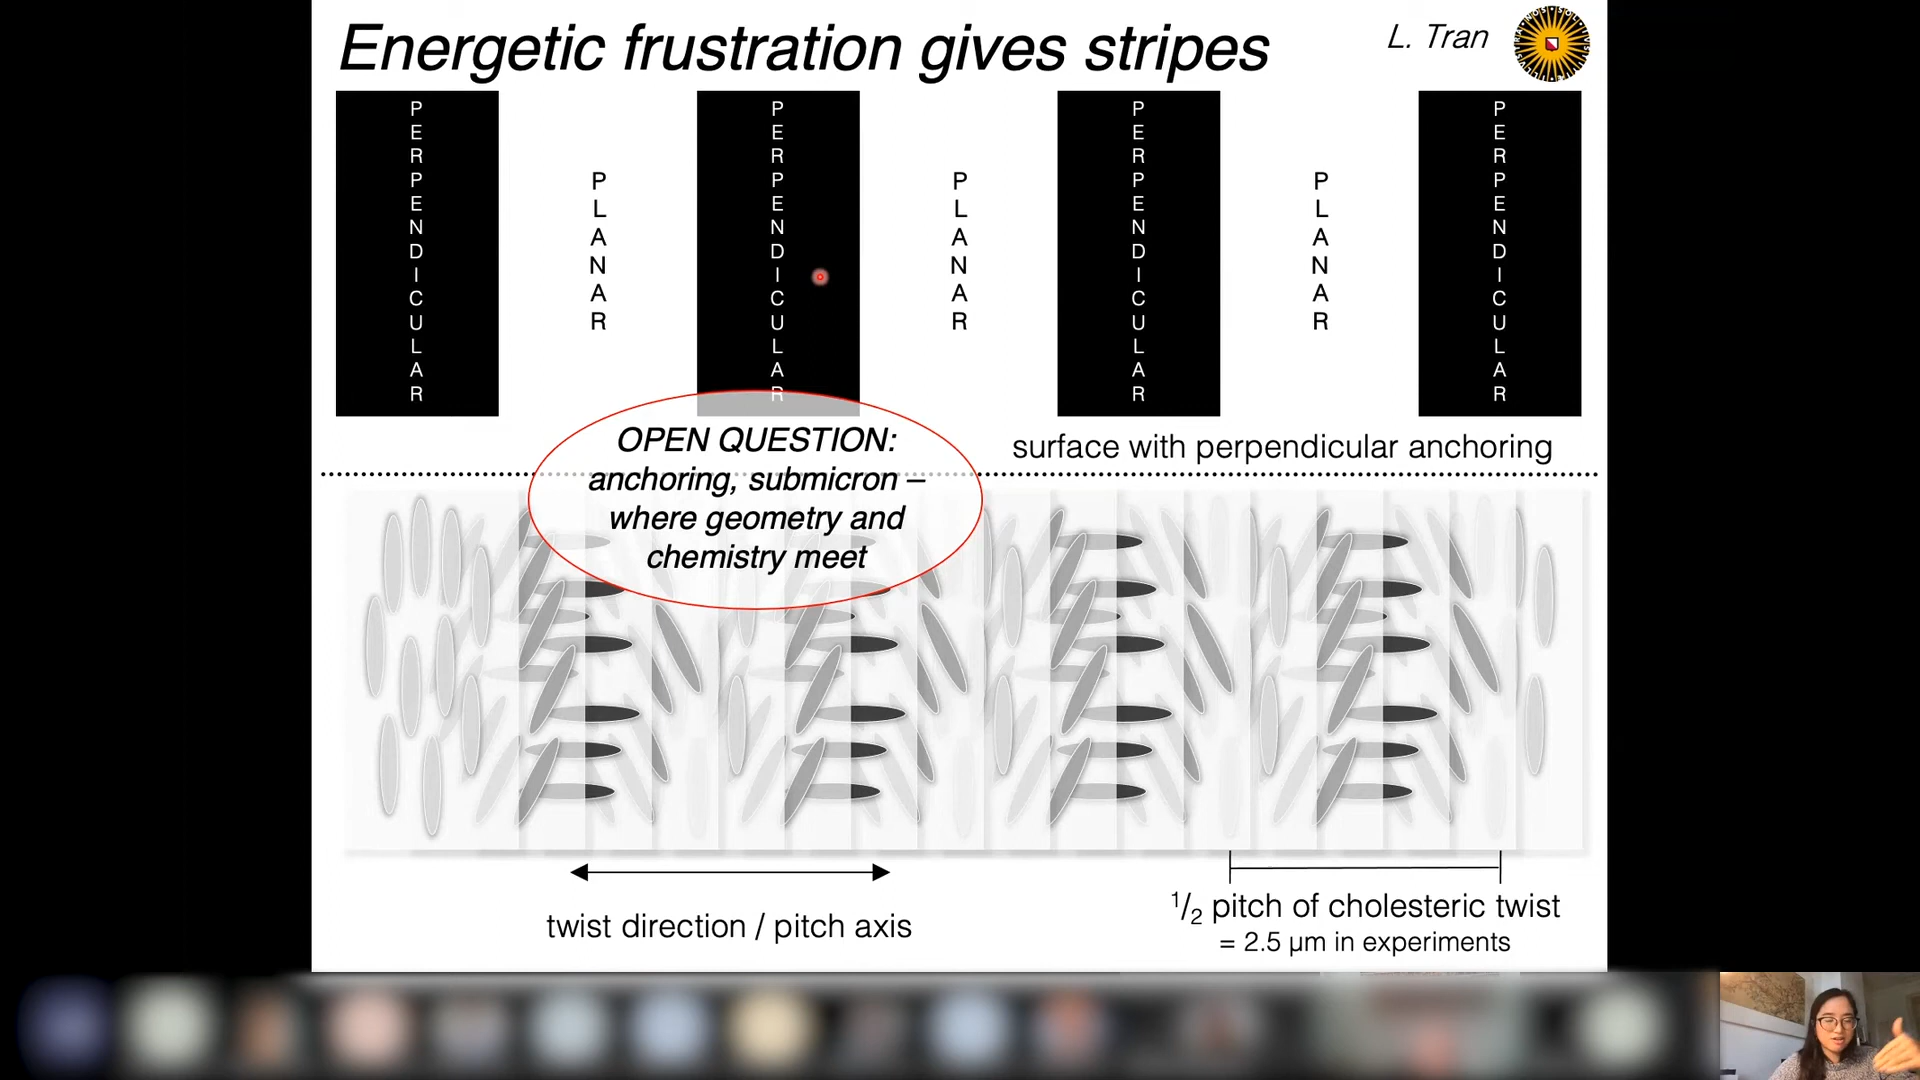 Energetic frustration gives stripes
L. Tran
PERPENDICULAR
PLANAR
PERPENDICULAR
PLANAR
PERPENDICULAR
PLANAR
PERPENDICULAR
OPEN QUESTION:
anchoring, submicron –
where geometry and
chemistry meet
surface with perpendicular anchoring
twist direction / pitch axis
1/2 pitch of cholesteric twist
= 2.5 µm in experiments